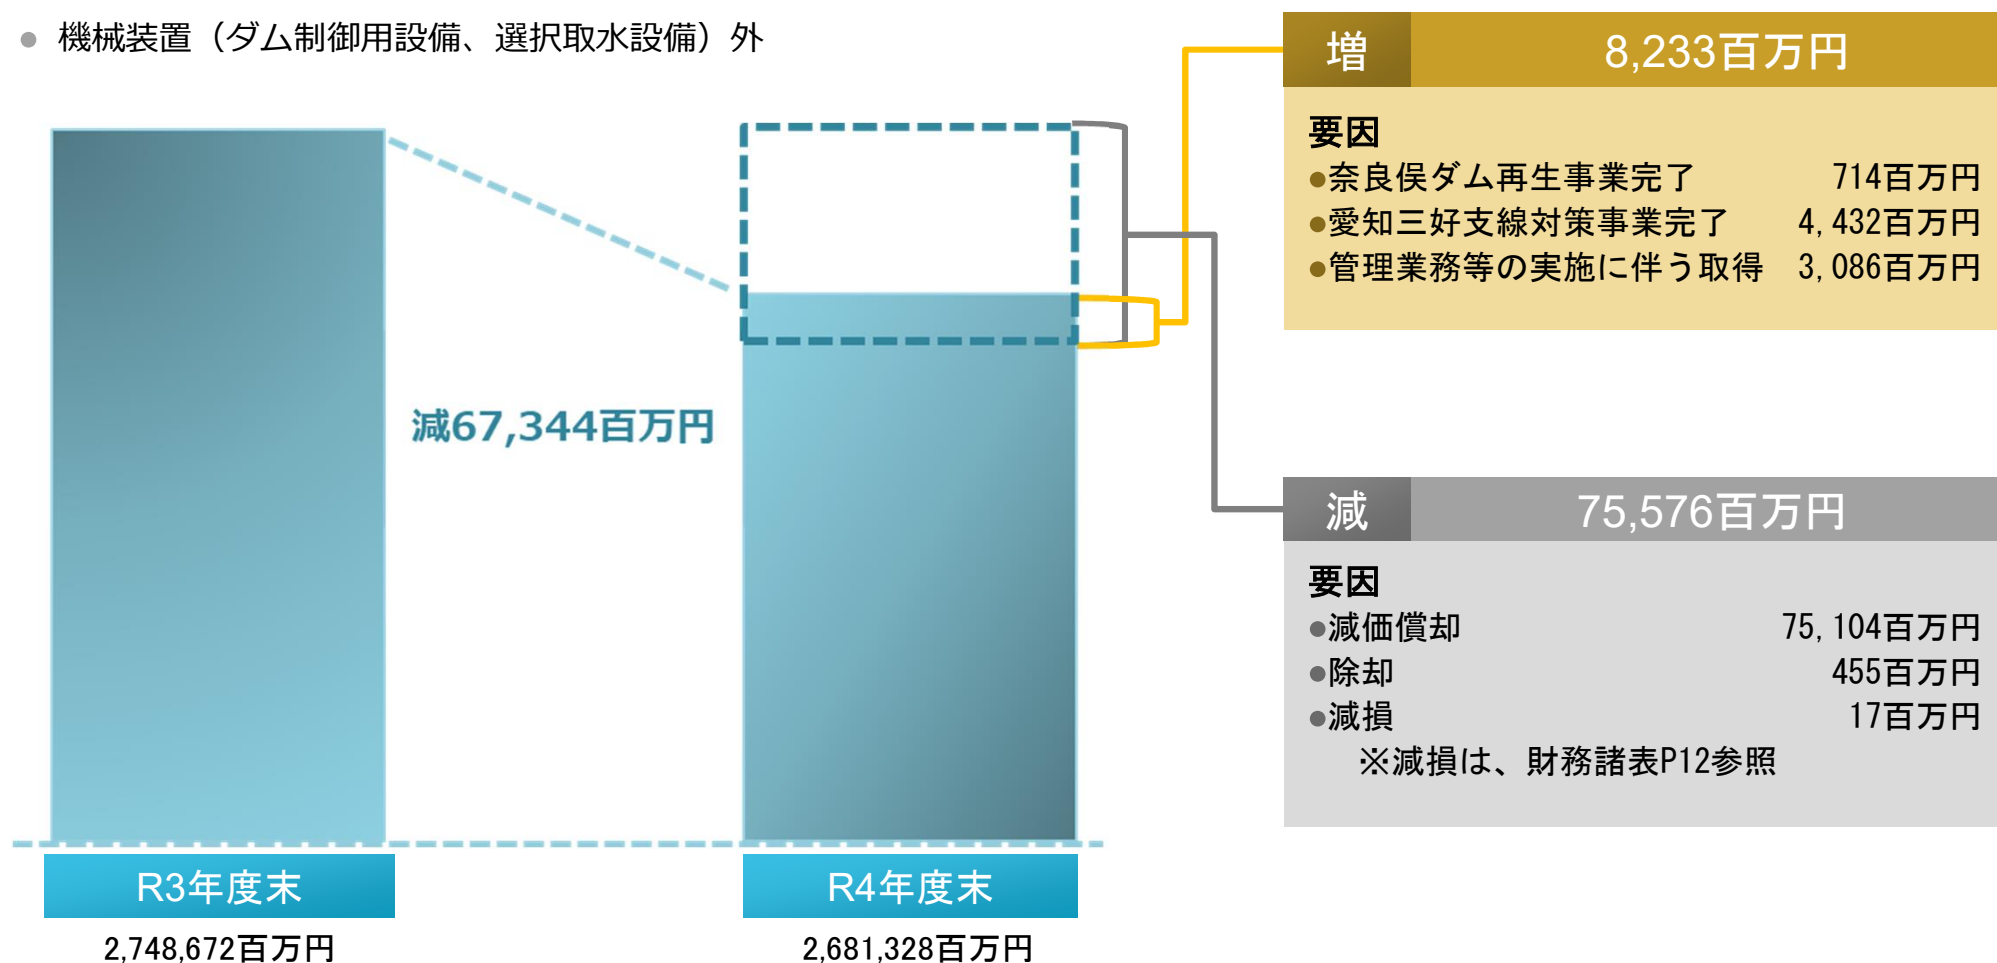 ● 機械装置（ダム制御用設備、選択取水設備）外
減67,344百万円
R3年度末
2,748,672百万円
R4年度末
2,681,328百万円
増 8,233百万円
要因
●奈良俣ダム再生事業完了 714百万円
●愛知三好支線対策事業完了 4,432百万円
●管理業務等の実施に伴う取得 3,086百万円
減 75,576百万円
要因
●減価償却 75,104百万円
●除却 455百万円
●減損 17百万円
※減損は、財務諸表P12参照